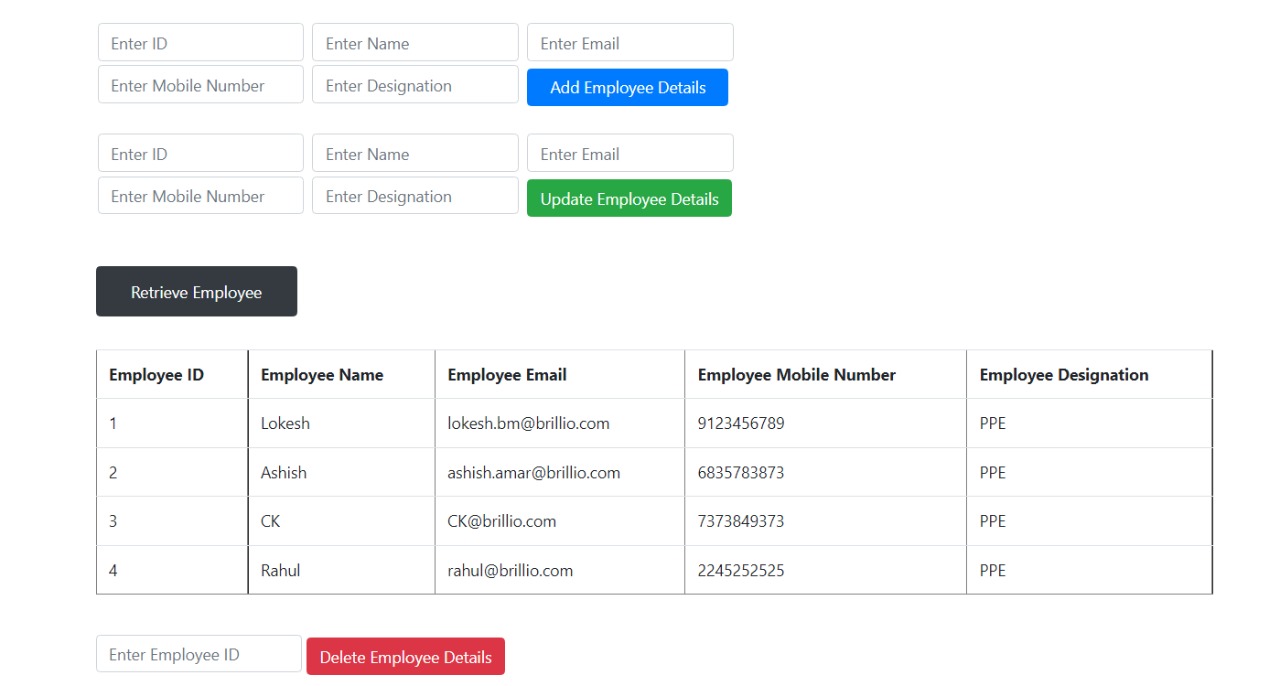 Enter ID Enter Name Enter Email
Enter Mobile Number Enter Designation Add Employee Details
Enter ID Enter Name Enter Email
Enter Mobile Number Enter Designation Update Employee Details
Retrieve Employee
Employee ID Employee Name Employee Email Employee Mobile Number Employee Designation
1 Lokesh lokesh.bm@brillio.com 9123456789 PPE
2 Ashish ashish.amar@brillio.com 6835783873 PPE
3 CK CK@brillio.com 7373849373 PPE
4 Rahul rahul@brillio.com 2245252525 PPE
Enter Employee ID Delete Employee Details